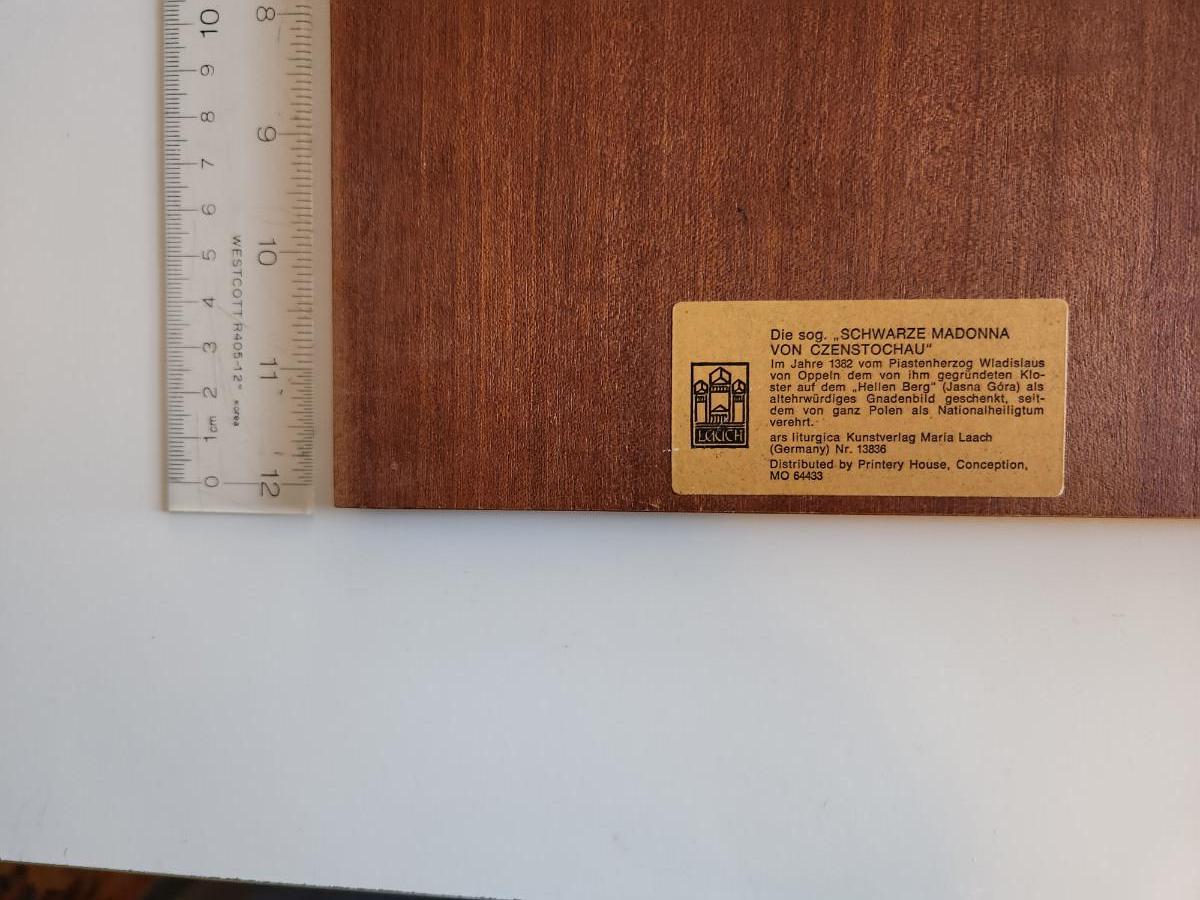 10
9
8
7
6
5
4
3
2
1
0
cm
WESTCOTT R405-12" Korea
8
9
10
11
12
LAACH
Die sog. „SCHWARZE MADONNA
VON CZENSTOCHAU“
Im Jahre 1382 vom Piastenherzog Wladislaus
von Oppeln dem von ihm gegründeten Klo-
ster auf dem „Hellen Berg“ (Jasna Góra) als
altehrwürdiges Gnadenbild geschenkt, seit-
dem von ganz Polen als Nationalheiligtum
verehrt.
ars liturgica Kunstverlag Maria Laach
(Germany) Nr. 13836
Distributed by Printery House, Conception,
MO 64433